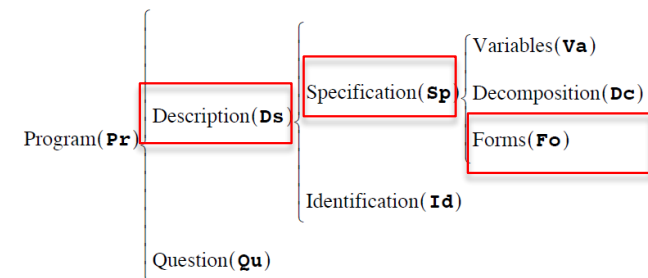 Variables(Va)
Specification(Sp)
Decomposition(Dc)
Description(Ds)
Program(Pr)
Forms(Fo)
Identification(Id)
Question(Qu)